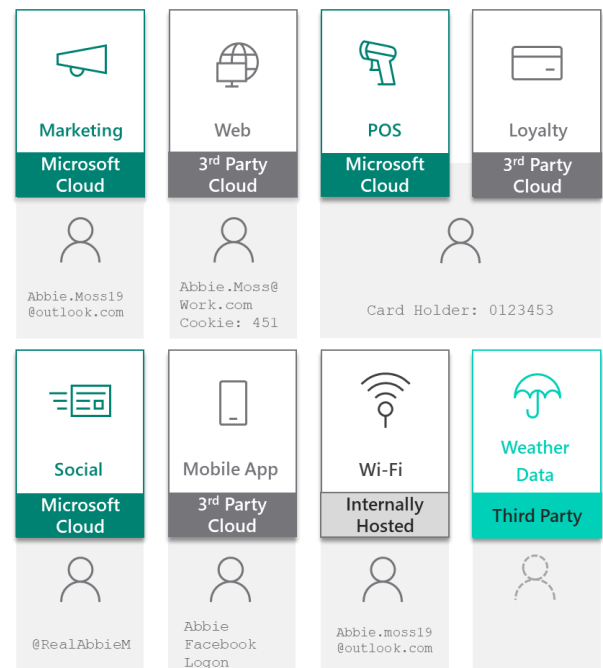 Marketing
Web
POS
Loyalty
Microsoft
Cloud
3rd Party
Cloud
Microsoft
Cloud
3rd Party
Cloud
Abbie.Moss19
@outlook.com
Abbie.Moss@
Work.com
Cookie: 451
Card Holder: 0123453
Social
Mobile App
Wi-Fi
Weather
Data
Microsoft
Cloud
3rd Party
Cloud
Internally
Hosted
Third Party
@RealAbbieM
Abbie
Facebook
Logon
Abbie.moss19
@outlook.com